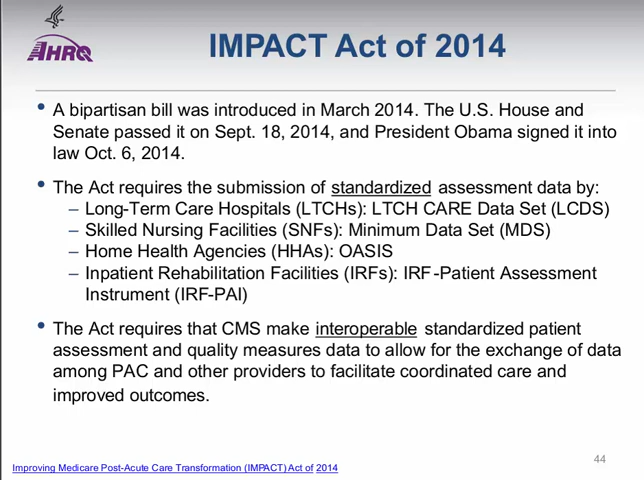 AHRQ
IMPACT Act of 2014
• A bipartisan bill was introduced in March 2014. The U.S. House and
Senate passed it on Sept. 18, 2014, and President Obama signed it into
law Oct. 6, 2014.
• The Act requires the submission of standardized assessment data by:
– Long-Term Care Hospitals (LTCHs): LTCH CARE Data Set (LCDS)
– Skilled Nursing Facilities (SNFs): Minimum Data Set (MDS)
– Home Health Agencies (HHAs): OASIS
– Inpatient Rehabilitation Facilities (IRFs): IRF-Patient Assessment
Instrument (IRF-PAI)
• The Act requires that CMS make interoperable standardized patient
assessment and quality measures data to allow for the exchange of data
among PAC and other providers to facilitate coordinated care and
improved outcomes.
44
Improving Medicare Post-Acute Care Transformation (IMPACT) Act of 2014